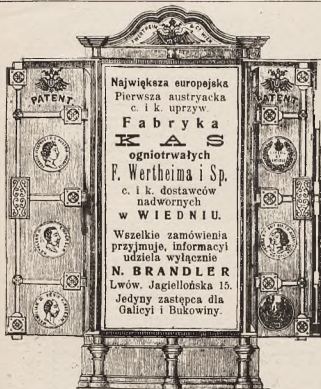 PATENT
PATENT
Największa europejska
Pierwsza austryacka
c. i k. uprzyw.
Fabryka
KAS
ogniotrwałych
F. Wertheima i Sp.
c. i k. dostawców
nadwornych
w WIEDNIU.
Wszelkie zamówienia
przyjmuje, informacyi
udziela wyłącznie
N. BRANDLER
Lwów, Jagiellońska 15.
Jedyny zastępca dla
Galicyi i Bukowiny.